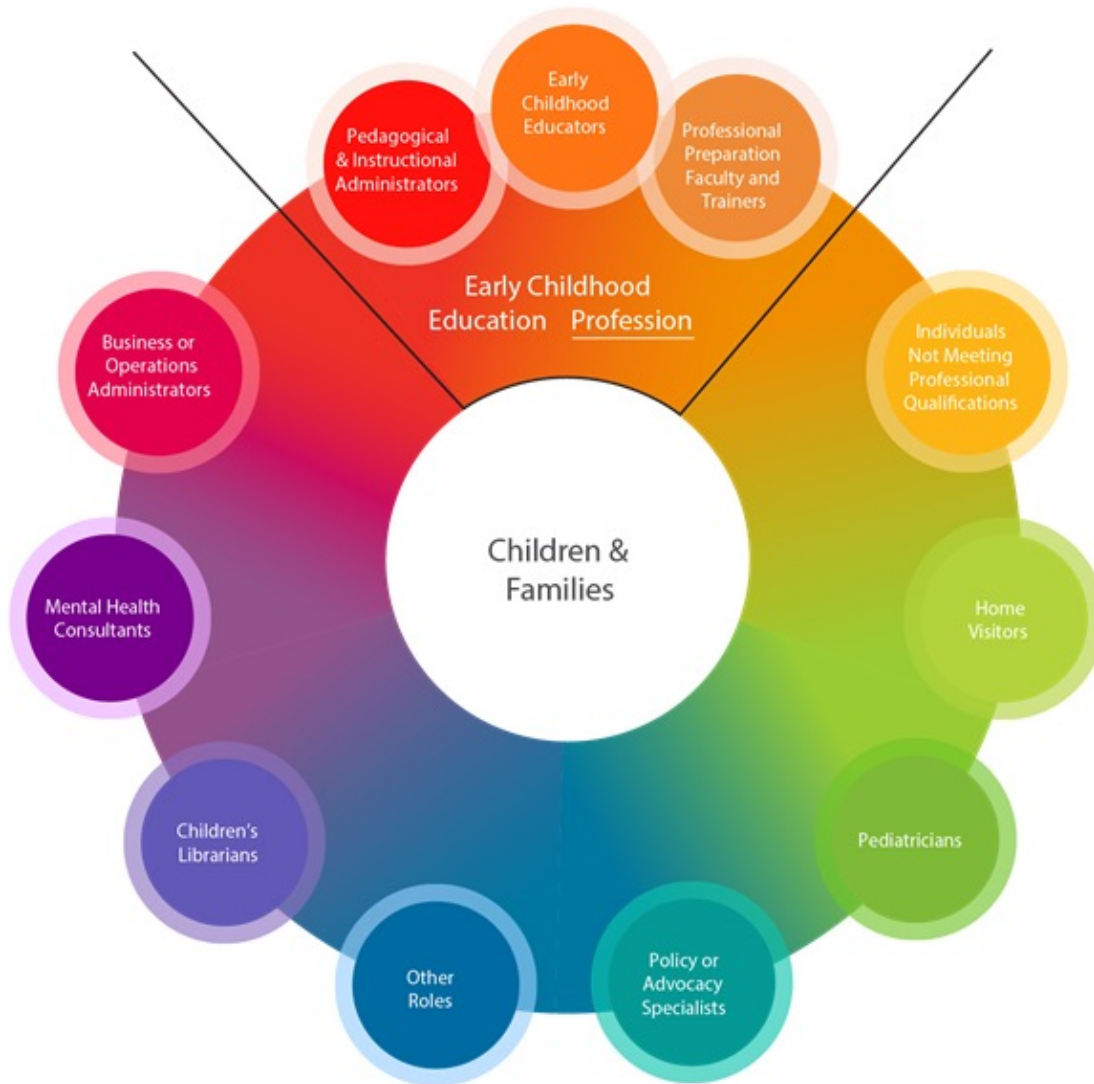 Early
Childhood
Educators
Pedagogical
& Instructional
Administrators
Professional
Preparation
Faculty and
Trainers
Early Childhood
Education Profession
Business or
Operations
Administrators
Individuals
Not Meeting
Professional
Qualifications
Children &
Families
Mental Health
Consultants
Home
Visitors
Children's
Librarians
Pediatricians
Other
Roles
Policy or
Advocacy
Specialists